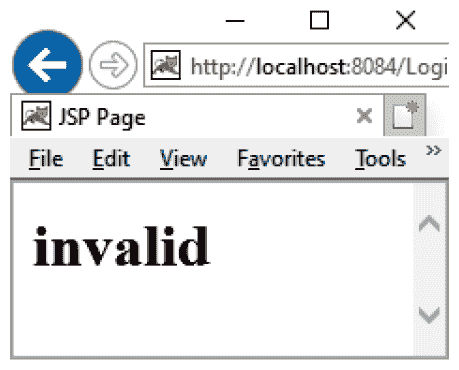 http://localhost:8084/Logi
JSP Page
File Edit View Favorites Tools »
invalid